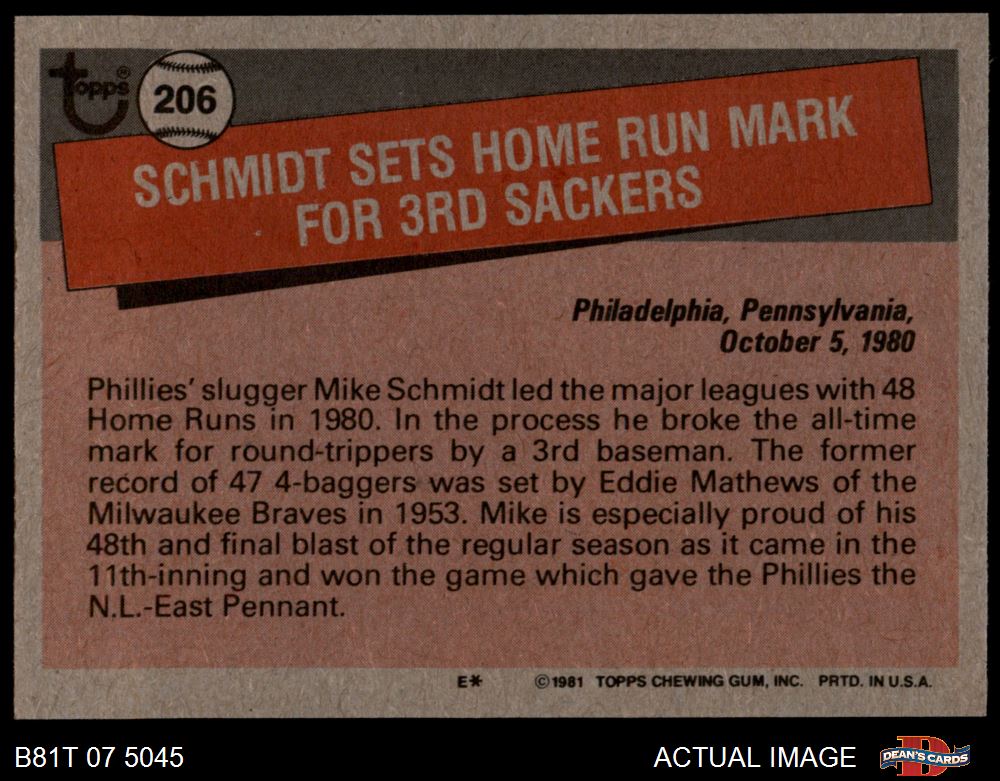 topps®
206
SCHMIDT SETS HOME RUN MARK
FOR 3RD SACKERS
Philadelphia, Pennsylvania,
October 5, 1980
Phillies' slugger Mike Schmidt led the major leagues with 48
Home Runs in 1980. In the process he broke the all-time
mark for round-trippers by a 3rd baseman. The former
record of 47 4-baggers was set by Eddie Mathews of the
Milwaukee Braves in 1953. Mike is especially proud of his
48th and final blast of the regular season as it came in the
11th-inning and won the game which gave the Phillies the
N.L.-East Pennant.
E* ©1981 TOPPS CHEWING GUM, INC. PRTD. IN U.S.A.
B81T 07 5045 ACTUAL IMAGE DEAN'S CARDS